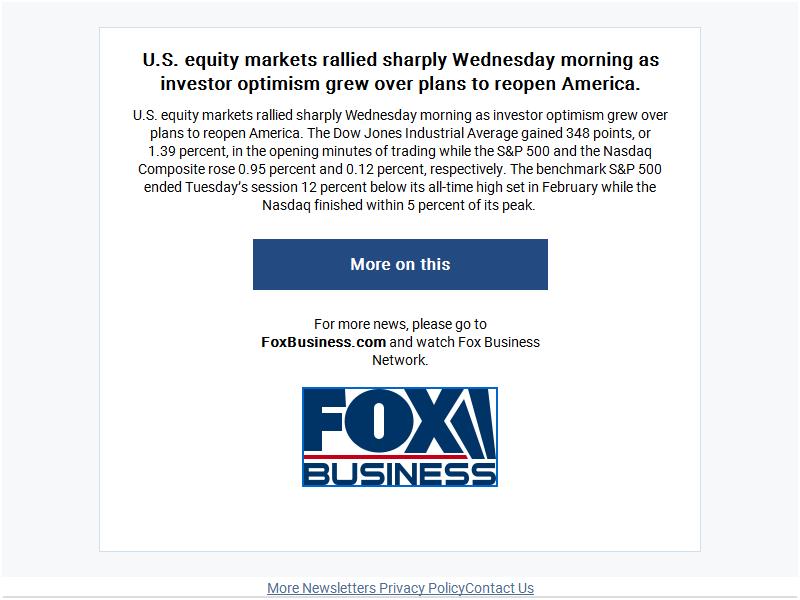 U.S. equity markets rallied sharply Wednesday morning as
investor optimism grew over plans to reopen America.
U.S. equity markets rallied sharply Wednesday morning as investor optimism grew over
plans to reopen America. The Dow Jones Industrial Average gained 348 points, or
1.39 percent, in the opening minutes of trading while the S&P 500 and the Nasdaq
Composite rose 0.95 percent and 0.12 percent, respectively. The benchmark S&P 500
ended Tuesday’s session 12 percent below its all-time high set in February while the
Nasdaq finished within 5 percent of its peak.
More on this
For more news, please go to
FoxBusiness.com and watch Fox Business
Network.
FOX
BUSINESS
More Newsletters Privacy PolicyContact Us